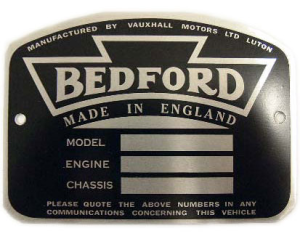 MANUFACTURED BY VAUXHALL MOTORS LTD LUTON
BEDFORD
MADE IN ENGLAND
MODEL
ENGINE
CHASSIS
PLEASE QUOTE THE ABOVE NUMBERS IN ANY
COMMUNICATIONS CONCERNING THIS VEHICLE